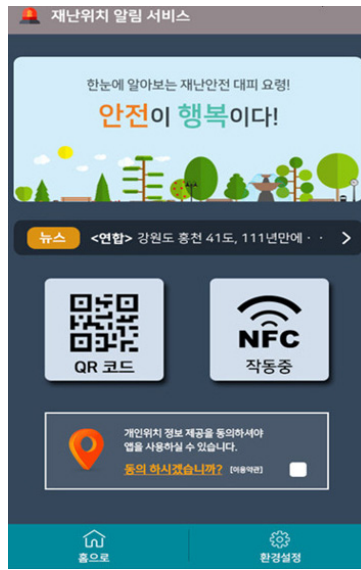 재난위치 알림 서비스
한눈에 알아보는 재난안전 대피 요령!
안전이 행복이다!
뉴스 <연합> 강원도 홍천 41도, 111년만에 · · >
QR 코드
NFC
작동중
개인위치 정보 제공을 동의하셔야
앱을 사용하실 수 있습니다.
동의 하시겠습니까? [이용약관]
홈으로
환경설정